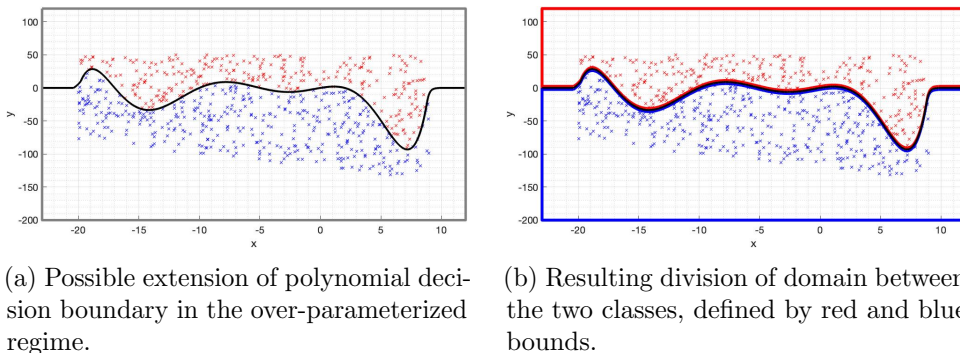 100
50
0
-50
-100
-150
-200
y
-20 -15 -10 -5 0 5 10
x
100
50
0
-50
-100
-150
-200
y
-20 -15 -10 -5 0 5 10
x
(a) Possible extension of polynomial deci-
sion boundary in the over-parameterized
regime.
(b) Resulting division of domain between
the two classes, defined by red and blue
bounds.